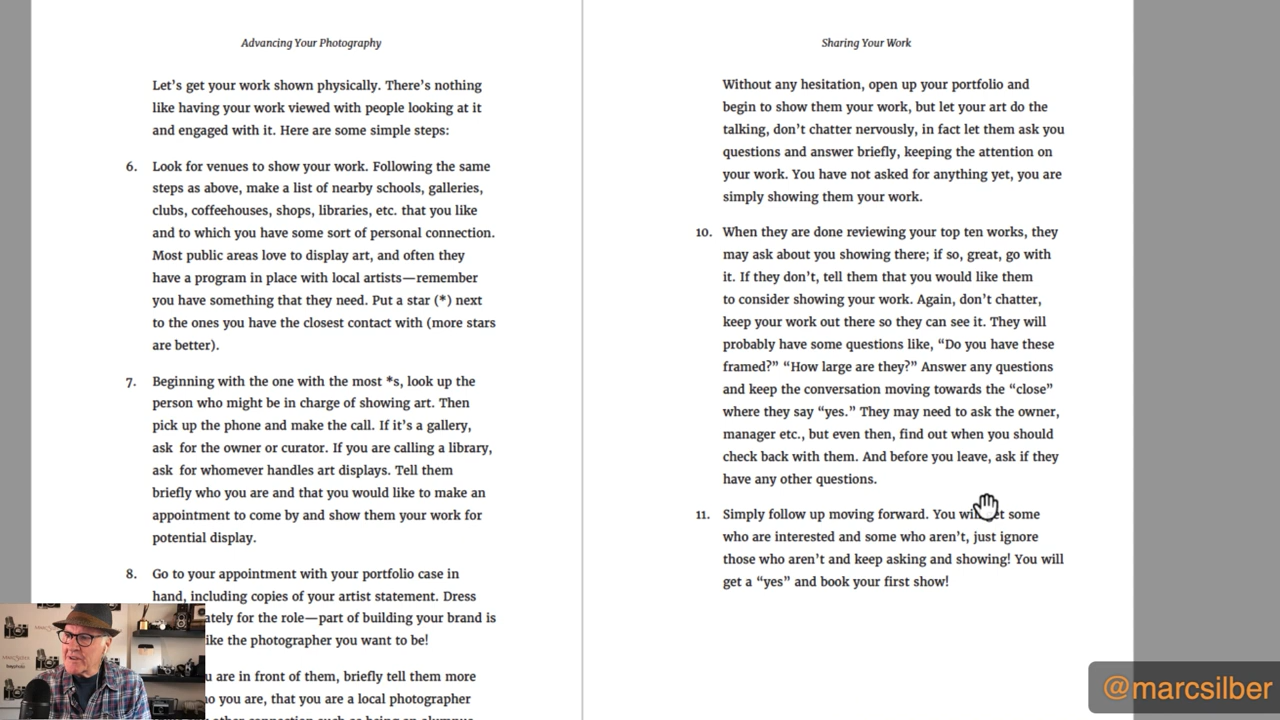 Advancing Your Photography
Let's get your work shown physically. There's nothing
like having your work viewed with people looking at it
and engaged with it. Here are some simple steps:
6. Look for venues to show your work. Following the same
steps as above, make a list of nearby schools, galleries,
clubs, coffeehouses, shops, libraries, etc. that you like
and to which you have some sort of personal connection.
Most public areas love to display art, and often they
have a program in place with local artists—remember
you have something that they need. Put a star (*) next
to the ones you have the closest contact with (more stars
are better).
7. Beginning with the one with the most *s, look up the
person who might be in charge of showing art. Then
pick up the phone and make the call. If it's a gallery,
ask for the owner or curator. If you are calling a library,
ask for whomever handles art displays. Tell them
briefly who you are and that you would like to make an
appointment to come by and show them your work for
potential display.
8. Go to your appointment with your portfolio case in
hand, including copies of your artist statement. Dress
ately for the role—part of building your brand is
ike the photographer you want to be!
u are in front of them, briefly tell them more
o you are, that you are a local photographer
Sharing Your Work
Without any hesitation, open up your portfolio and
begin to show them your work, but let your art do the
talking, don't chatter nervously, in fact let them ask you
questions and answer briefly, keeping the attention on
your work. You have not asked for anything yet, you are
simply showing them your work.
10. When they are done reviewing your top ten works, they
may ask about you showing there; if so, great, go with
it. If they don't, tell them that you would like them
to consider showing your work. Again, don't chatter,
keep your work out there so they can see it. They will
probably have some questions like, "Do you have these
framed?" "How large are they?" Answer any questions
and keep the conversation moving towards the "close"
where they say "yes." They may need to ask the owner,
manager etc., but even then, find out when you should
check back with them. And before you leave, ask if they
have any other questions.
11. Simply follow up moving forward. You will get some
who are interested and some who aren't, just ignore
those who aren't and keep asking and showing! You will
get a "yes" and book your first show!
@marcsilber